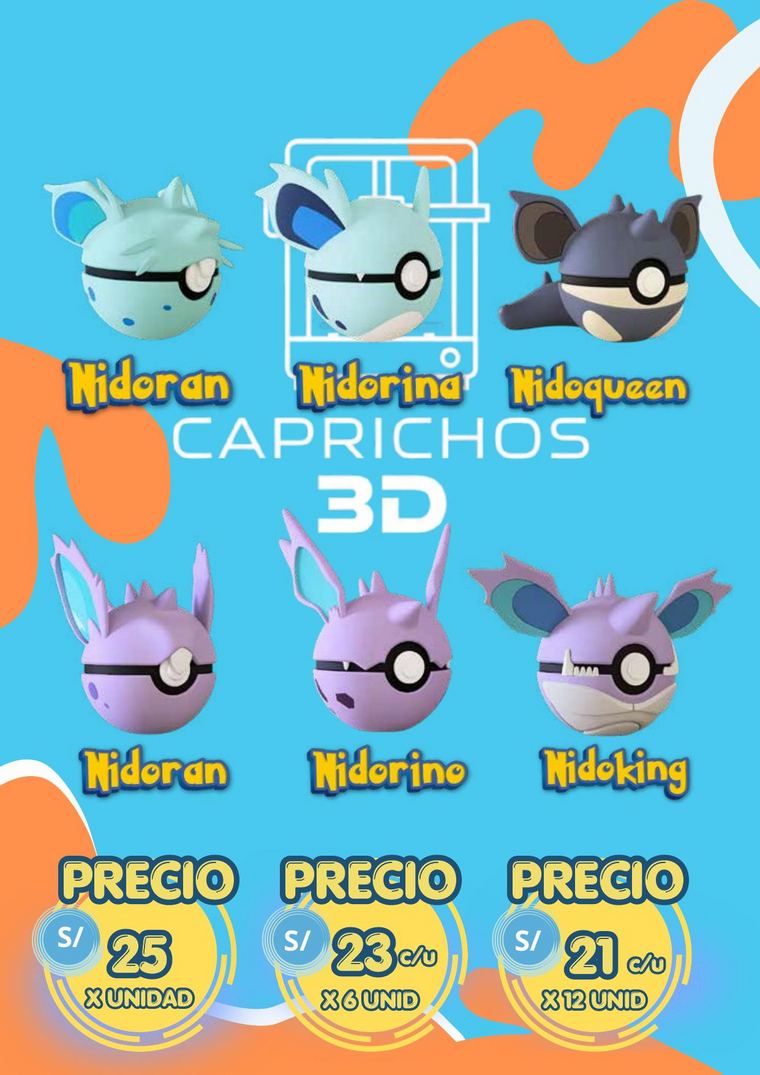 Nidoran Nidorina Nidoqueen
CAPRICHOS
3D
Nidoran Nidorino Nidoking
PRECIO PRECIO PRECIO
S/ 25 S/ 23 c/u S/ 21 c/u
X UNIDAD X 6 UNID X 12 UNID